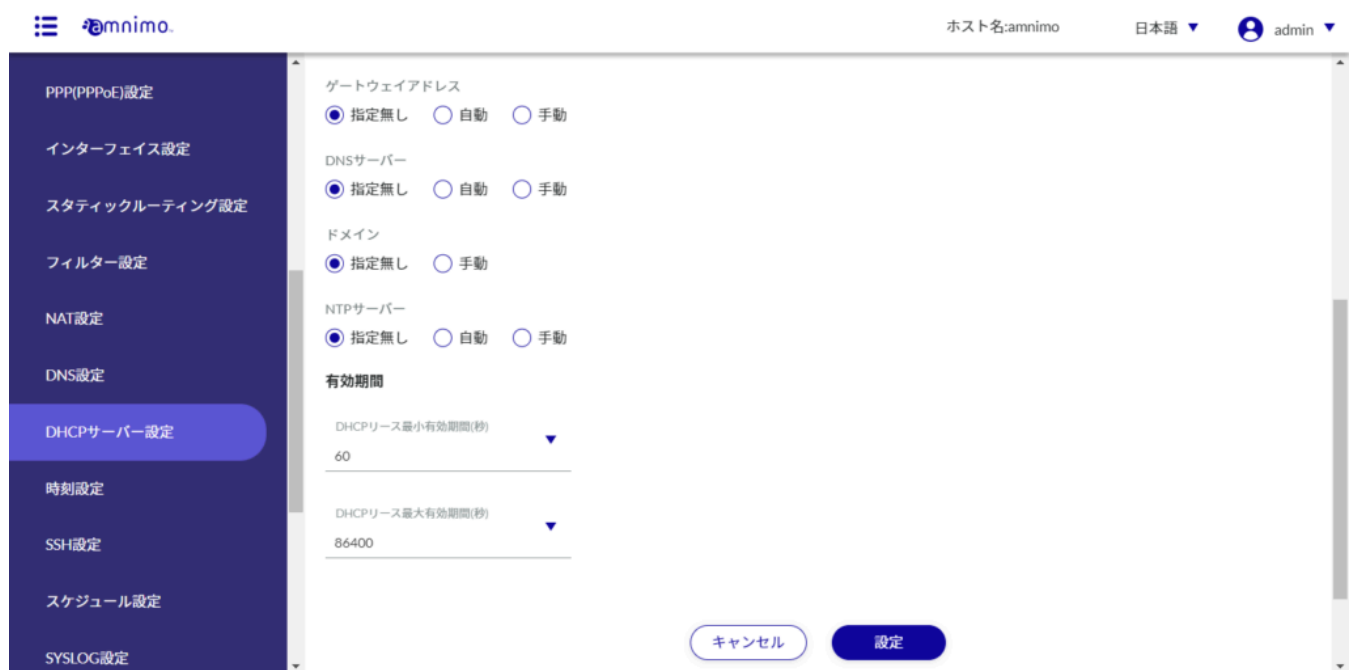 amnimo.
ホスト名:amnimo
日本語
admin
PPP(PPPoE)設定
インターフェイス設定
スタティックルーティング設定
フィルター設定
NAT設定
DNS設定
DHCPサーバー設定
時刻設定
SSH設定
スケジュール設定
SYSLOG設定
ゲートウェイアドレス
指定無し 自動 手動
DNSサーバー
指定無し 自動 手動
ドメイン
指定無し 手動
NTPサーバー
指定無し 自動 手動
有効期間
DHCPリース最小有効期間(秒)
60
DHCPリース最大有効期間(秒)
86400
キャンセル 設定